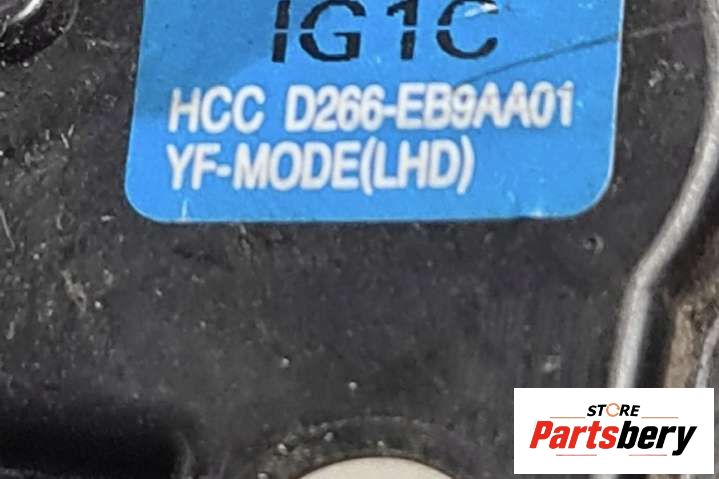 IG1C
HCC D266-EB9AA01
YF-MODE(LHD)
STORE
Partsbery